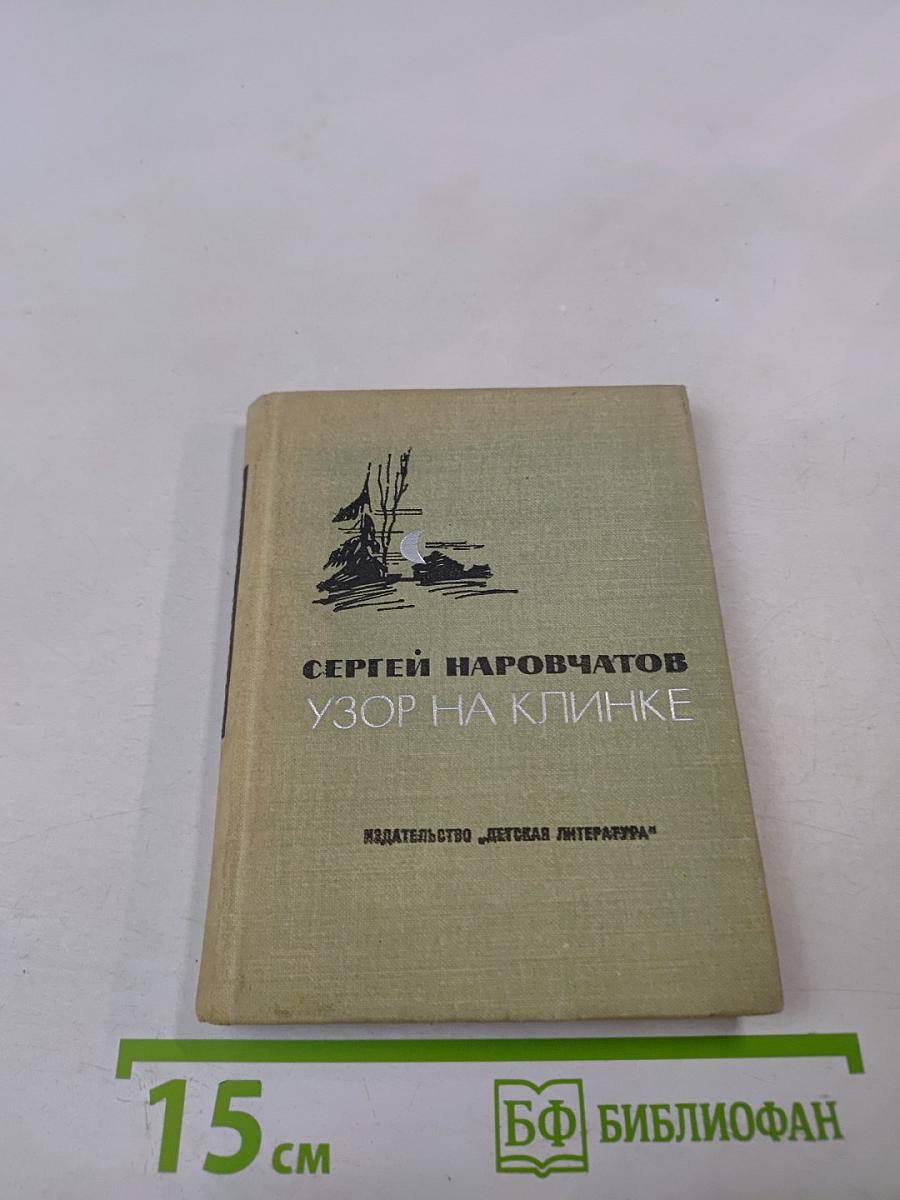 СЕРГЕЙ НАРОВЧАТОВ
УЗОР НА КЛИНКЕ
ИЗДАТЕЛЬСТВО „ДЕТСКАЯ ЛИТЕРАТУРА"
15 см
БФ БИБЛИОФАН